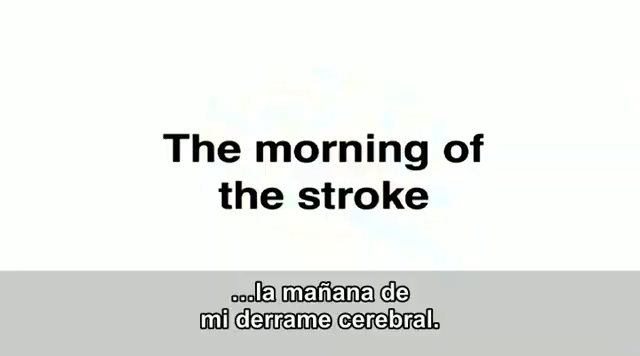 The morning of
the stroke
...la mañana de
mi derrame cerebral.